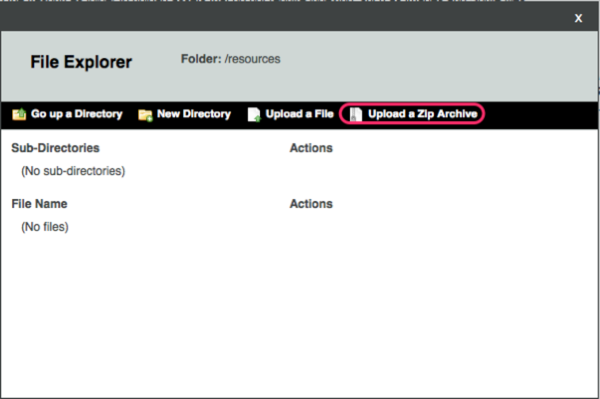 x
File Explorer
Folder: /resources
Go up a Directory New Directory Upload a File Upload a Zip Archive
Sub-Directories Actions
(No sub-directories)
File Name Actions
(No files)